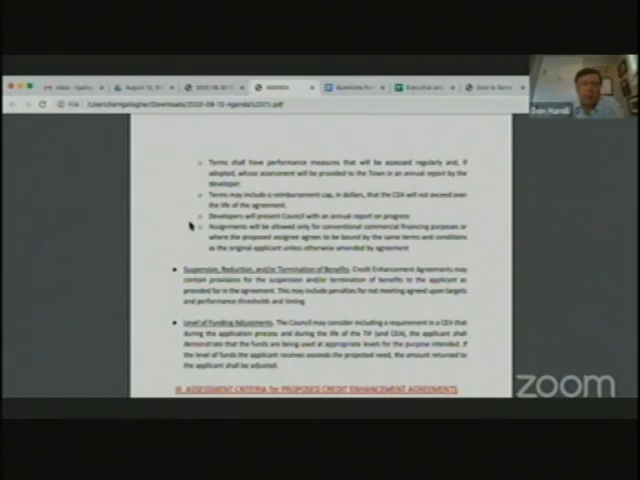 AGENDA
File
Terms shall have performance measures that will be assessed regularly and, if
adopted, whose assessment will be provided to the Town in an annual report by the
developer.
Terms may include a reimbursement cap, in dollars, that the CEA will not exceed over
the life of the agreement.
Developers will present Council with an annual report on progress
Assignments will be allowed only for conventional commercial financing purposes or
where the proposed assignee agrees to be bound by the same terms and conditions
as the original applicant unless otherwise amended by agreement
Suspension, Reduction, and/or Termination of Benefits. Credit Enhancement Agreements may
contain provisions for the suspension and/or termination of benefits to the applicant as
provided for in the agreement. This may include penalties for not meeting agreed upon targets
and performance thresholds and timing.
Level of Funding Adjustments. The Council may consider including a requirement in a CEA that
during the application process and during the life of the TIF (and CEA), the applicant shall
demonstrate that the funds are being used at appropriate levels for the purpose intended. If
the level of funds the applicant receives exceeds the projected need, the amount returned to
the applicant shall be adjusted.
III. ASSESSMENT CRITERIA for PROPOSED CREDIT ENHANCEMENT AGREEMENTS
zoom